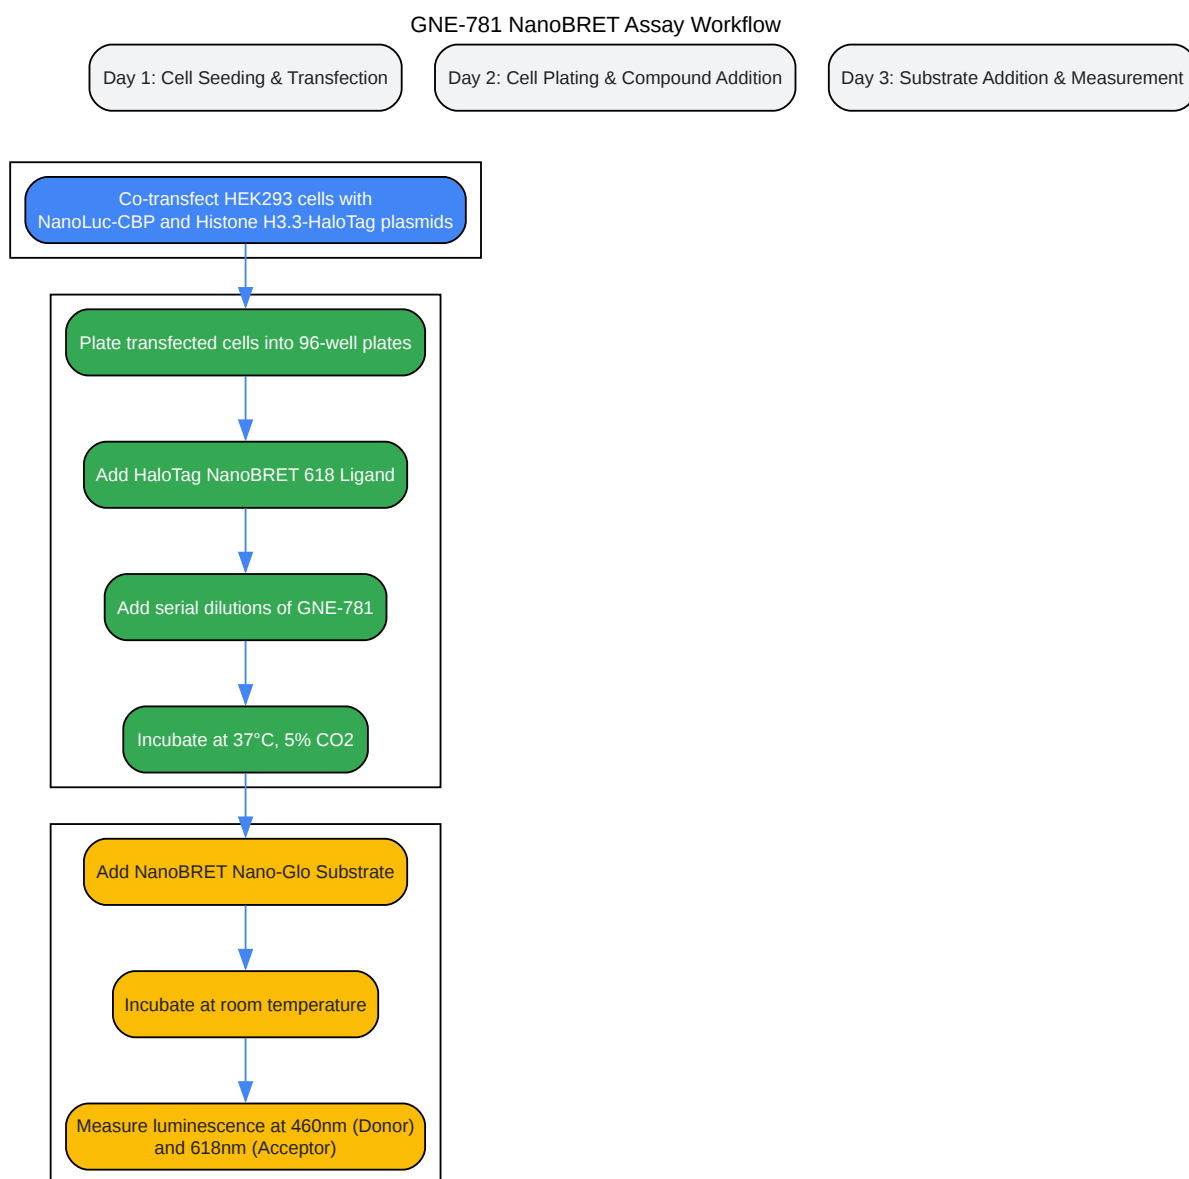 GNE-781 NanoBRET Assay Workflow
Day 1: Cell Seeding & Transfection
Day 2: Cell Plating & Compound Addition
Day 3: Substrate Addition & Measurement
Co-transfect HEK293 cells with
NanoLuc-CBP and Histone H3.3-HaloTag plasmids
Plate transfected cells into 96-well plates
Add HaloTag NanoBRET 618 Ligand
Add serial dilutions of GNE-781
Incubate at 37°C, 5% CO2
Add NanoBRET Nano-Glo Substrate
Incubate at room temperature
Measure luminescence at 460nm (Donor)
and 618nm (Acceptor)